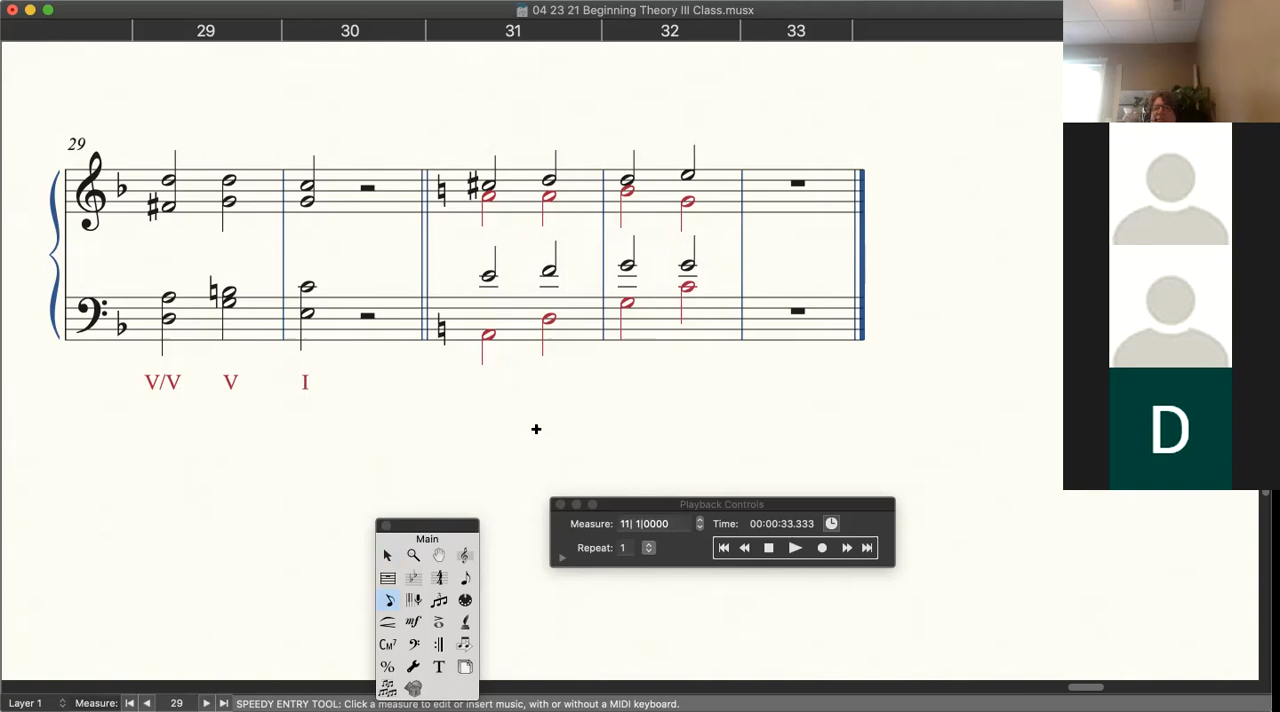 04 23 21 Beginning Theory III Class.musx
29 30 31 32 33
29
V/V V I
D
Playback Controls
Measure: 11| 1|0000 Time: 00:00:33.333
Repeat: 1
Main
mf
CM7
% T
Layer 1 Measure: 29 SPEEDY ENTRY TOOL: Click a measure to edit or insert music, with or without a MIDI keyboard.